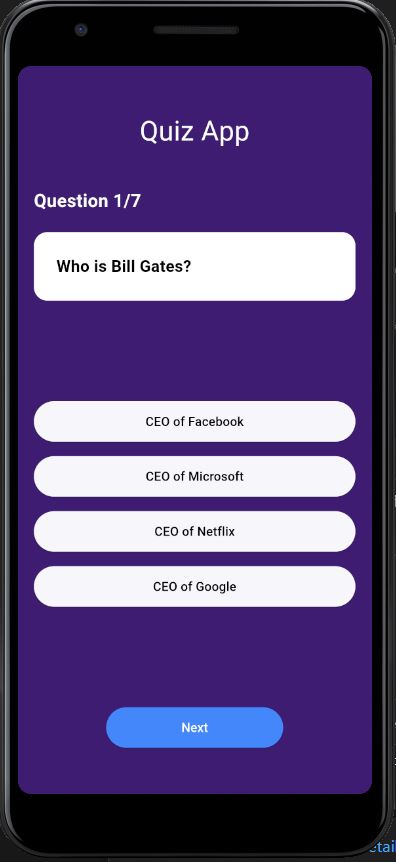 Quiz App
Question 1/7
Who is Bill Gates?
CEO of Facebook
CEO of Microsoft
CEO of Netflix
CEO of Google
Next